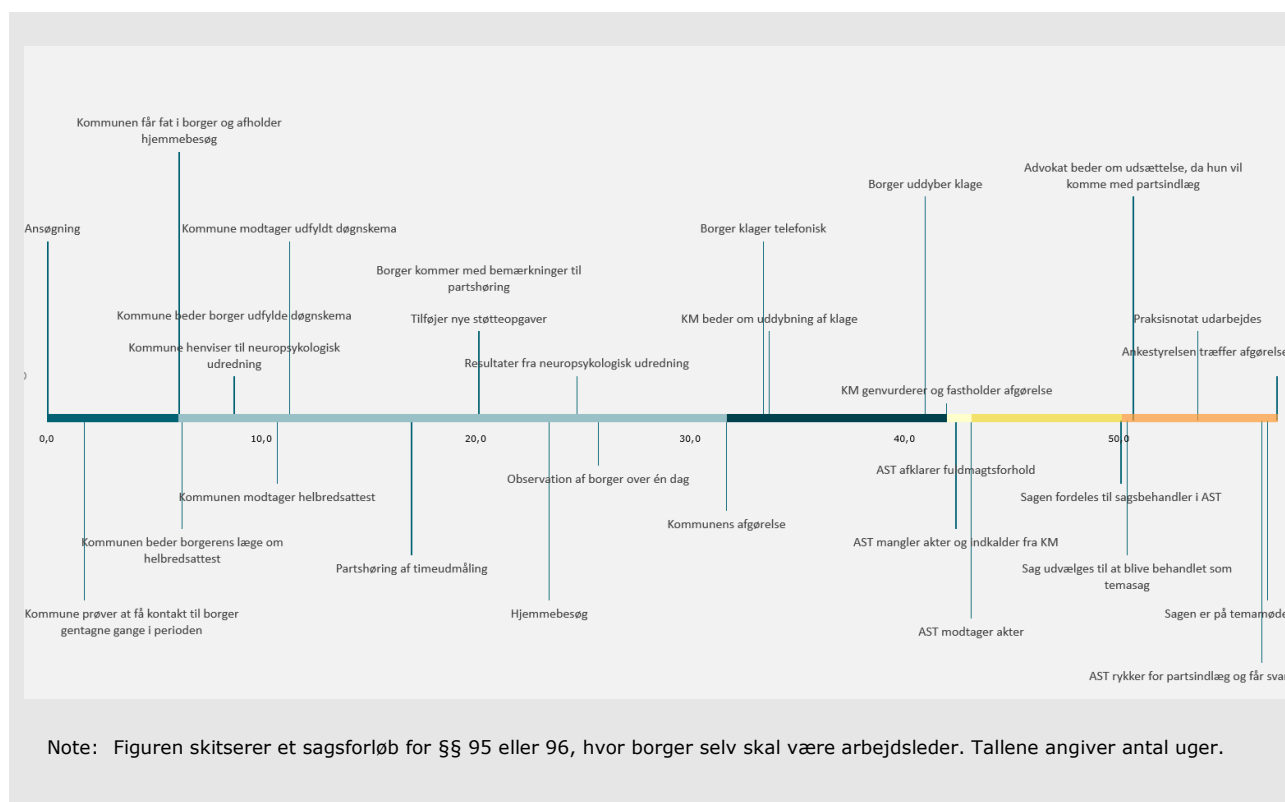 Kommunen får fat i borger og afholder
hjemmebesøg
Advokat beder om udsættelse, da hun vil
komme med partsindlæg
Borger uddyber klage
Ansøgning
Kommune modtager udfyldt døgnskema
Borger klager telefonisk
Borger kommer med bemærkninger til
partshøring
Kommune beder borger udfylde døgnskema
Tilføjer nye støtteopgaver
KM beder om uddybning af klage
Praksisnotat udarbejdes
Kommune henviser til neuropsykologisk
udredning
Resultater fra neuropsykologisk udredning
Ankestyrelsen træffer afgørelse
KM genvurderer og fastholder afgørelse
0,0
10,0
20,0
30,0
40,0
50,0
AST afklarer fuldmagtsforhold
Observation af borger over én dag
Kommunen modtager helbredsattest
Sagen fordeles til sagsbehandler i AST
Kommunens afgørelse
Kommunen beder borgerens læge om
helbredsattest
AST mangler akter og indkalder fra KM
Partshøring af timeudmåling
Sag udvælges til at blive behandlet som
temasag
Kommune prøver at få kontakt til borger
gentagne gange i perioden
Hjemmebesøg
Sagen er på temamøde
AST modtager akter
AST rykker for partsindlæg og får svar
Note: Figuren skitserer et sagsforløb for §§ 95 eller 96, hvor borger selv skal være arbejdsleder. Tallene angiver antal uger.